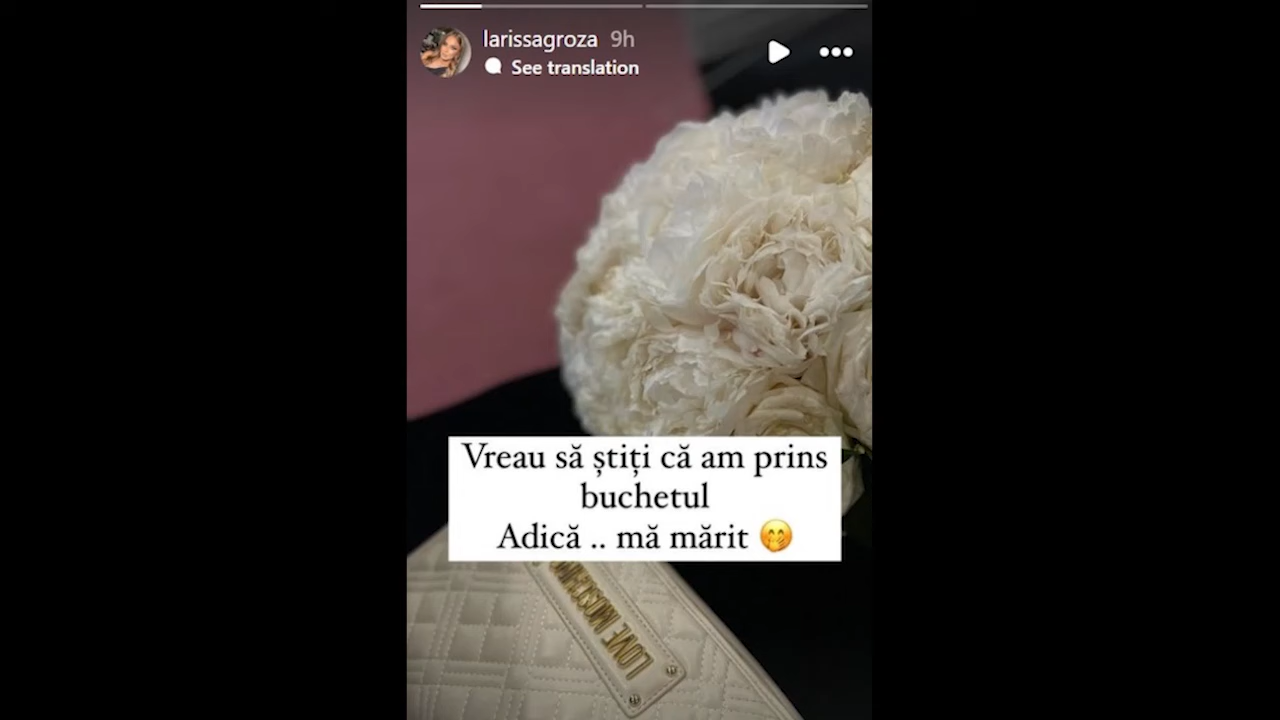 larissagroza 9h
See translation
Vreau să știți că am prins
buchetul
Adică .. mă mărit 🤭
LOVE MOSCHINO